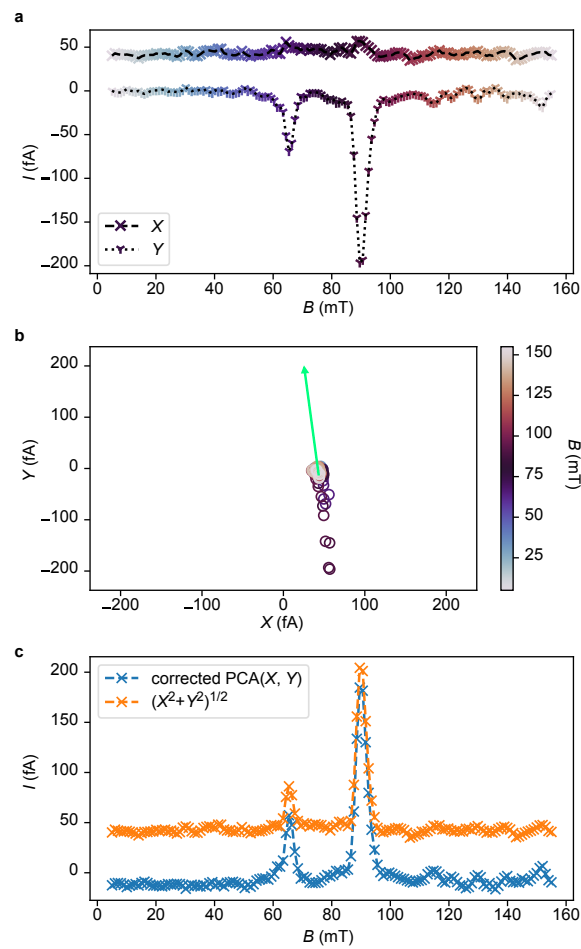 a
50
0
−50
−100
−150
−200
I (fA)
X
Y
0 20 40 60 80 100 120 140 160
B (mT)
b
200
100
0
−100
−200
Y (fA)
−200 −100 0 100 200
X (fA)
150
125
100
75
50
25
B (mT)
c
200
150
100
50
0
I (fA)
corrected PCA(X, Y)
(X²+Y²)¹/²
0 20 40 60 80 100 120 140 160
B (mT)